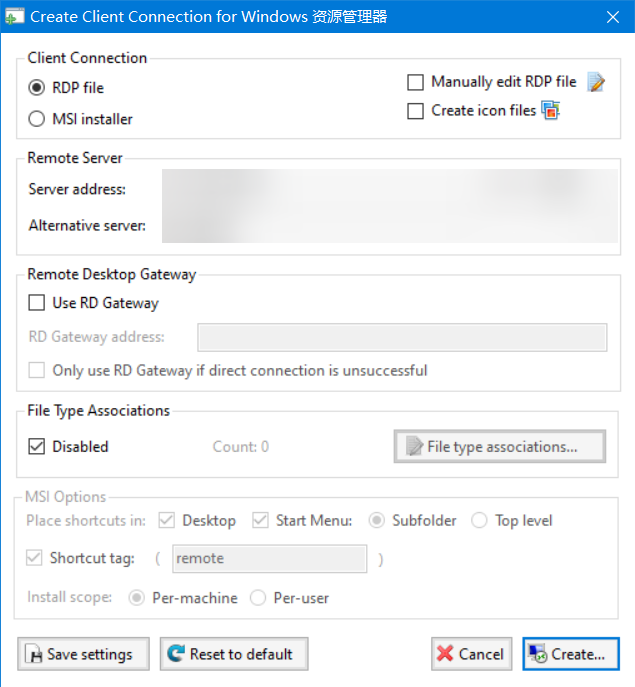 Create Client Connection for Windows 资源管理器
Client Connection
RDP file
Manually edit RDP file
MSI installer
Create icon files
Remote Server
Server address:
Alternative server:
Remote Desktop Gateway
Use RD Gateway
RD Gateway address:
Only use RD Gateway if direct connection is unsuccessful
File Type Associations
Disabled Count: 0 File type associations...
MSI Options
Place shortcuts in: Desktop Start Menu: Subfolder Top level
Shortcut tag: ( remote )
Install scope: Per-machine Per-user
Save settings Reset to default Cancel Create...